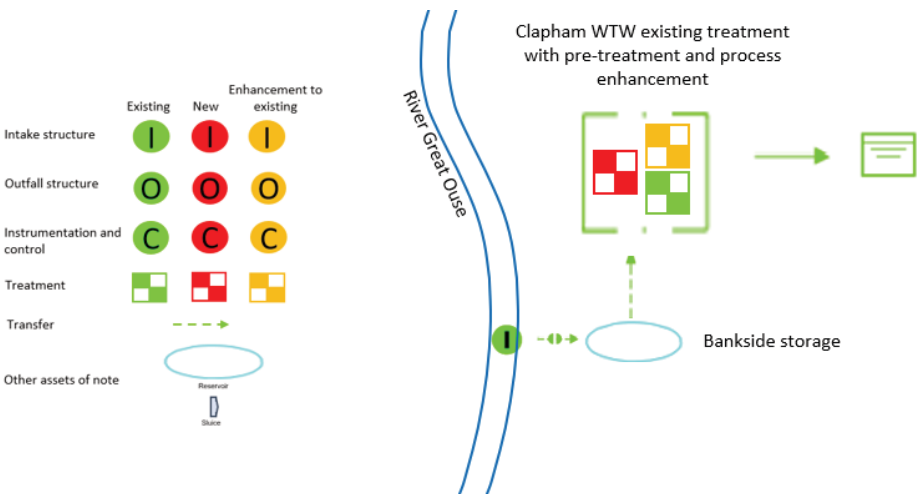 Clapham WTW existing treatment
with pre-treatment and process
enhancement
Existing
New
Enhancement to
existing
Intake structure
I
I
I
Outfall structure
O
O
O
Instrumentation and
control
C
C
C
Treatment
Transfer
Other assets of note
Reservoir
Sluice
River Great Ouse
I
Bankside storage